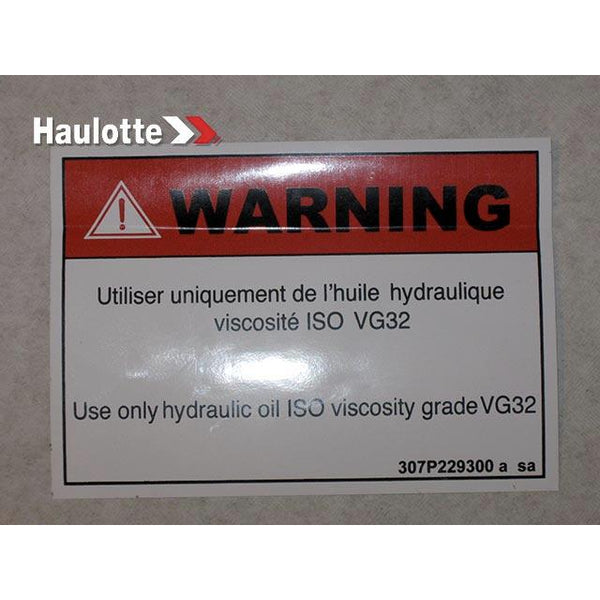 Haulotte
WARNING
Utiliser uniquement de l'huile hydraulique
viscosité ISO VG32
Use only hydraulic oil ISO viscosity grade VG32
307P229300 a sa